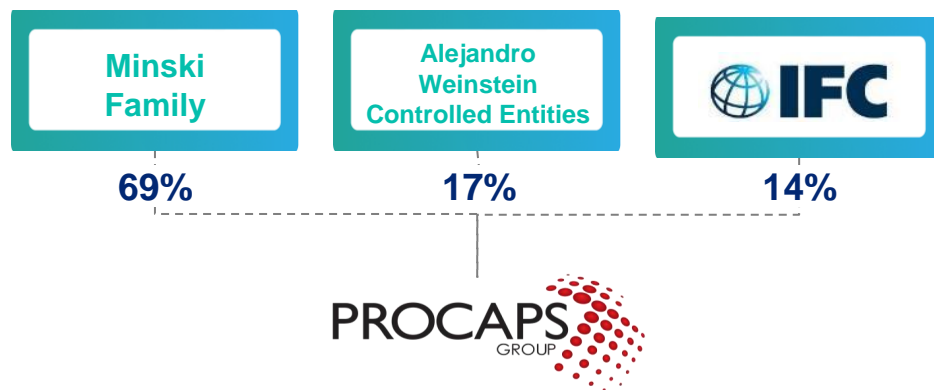 Minski
Family
Alejandro
Weinstein
Controlled Entities
IFC
69%
17%
14%
PROCAPS
GROUP